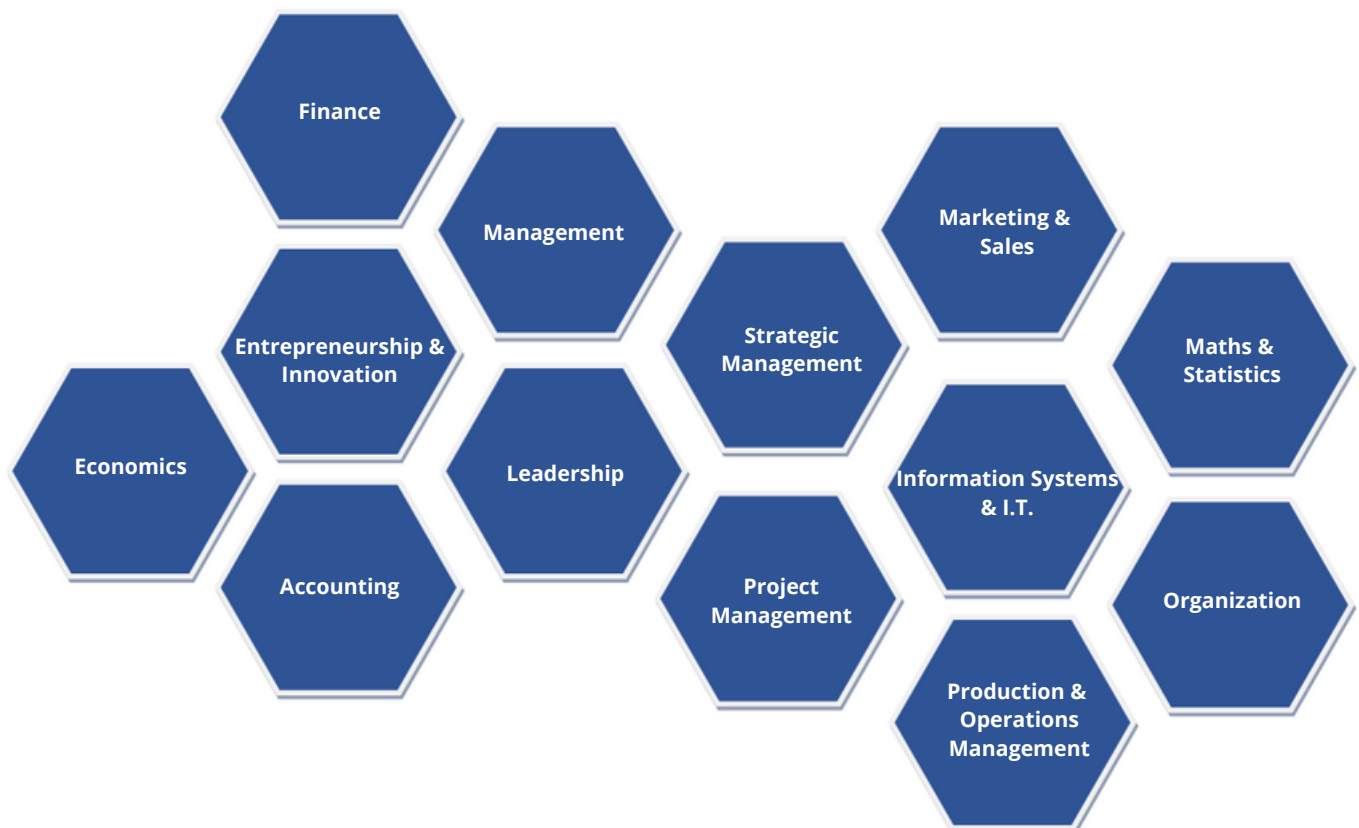 Finance
Management
Marketing &
Sales
Entrepreneurship &
Innovation
Strategic
Management
Maths &
Statistics
Economics
Leadership
Information Systems
& I.T.
Accounting
Project
Management
Organization
Production &
Operations
Management